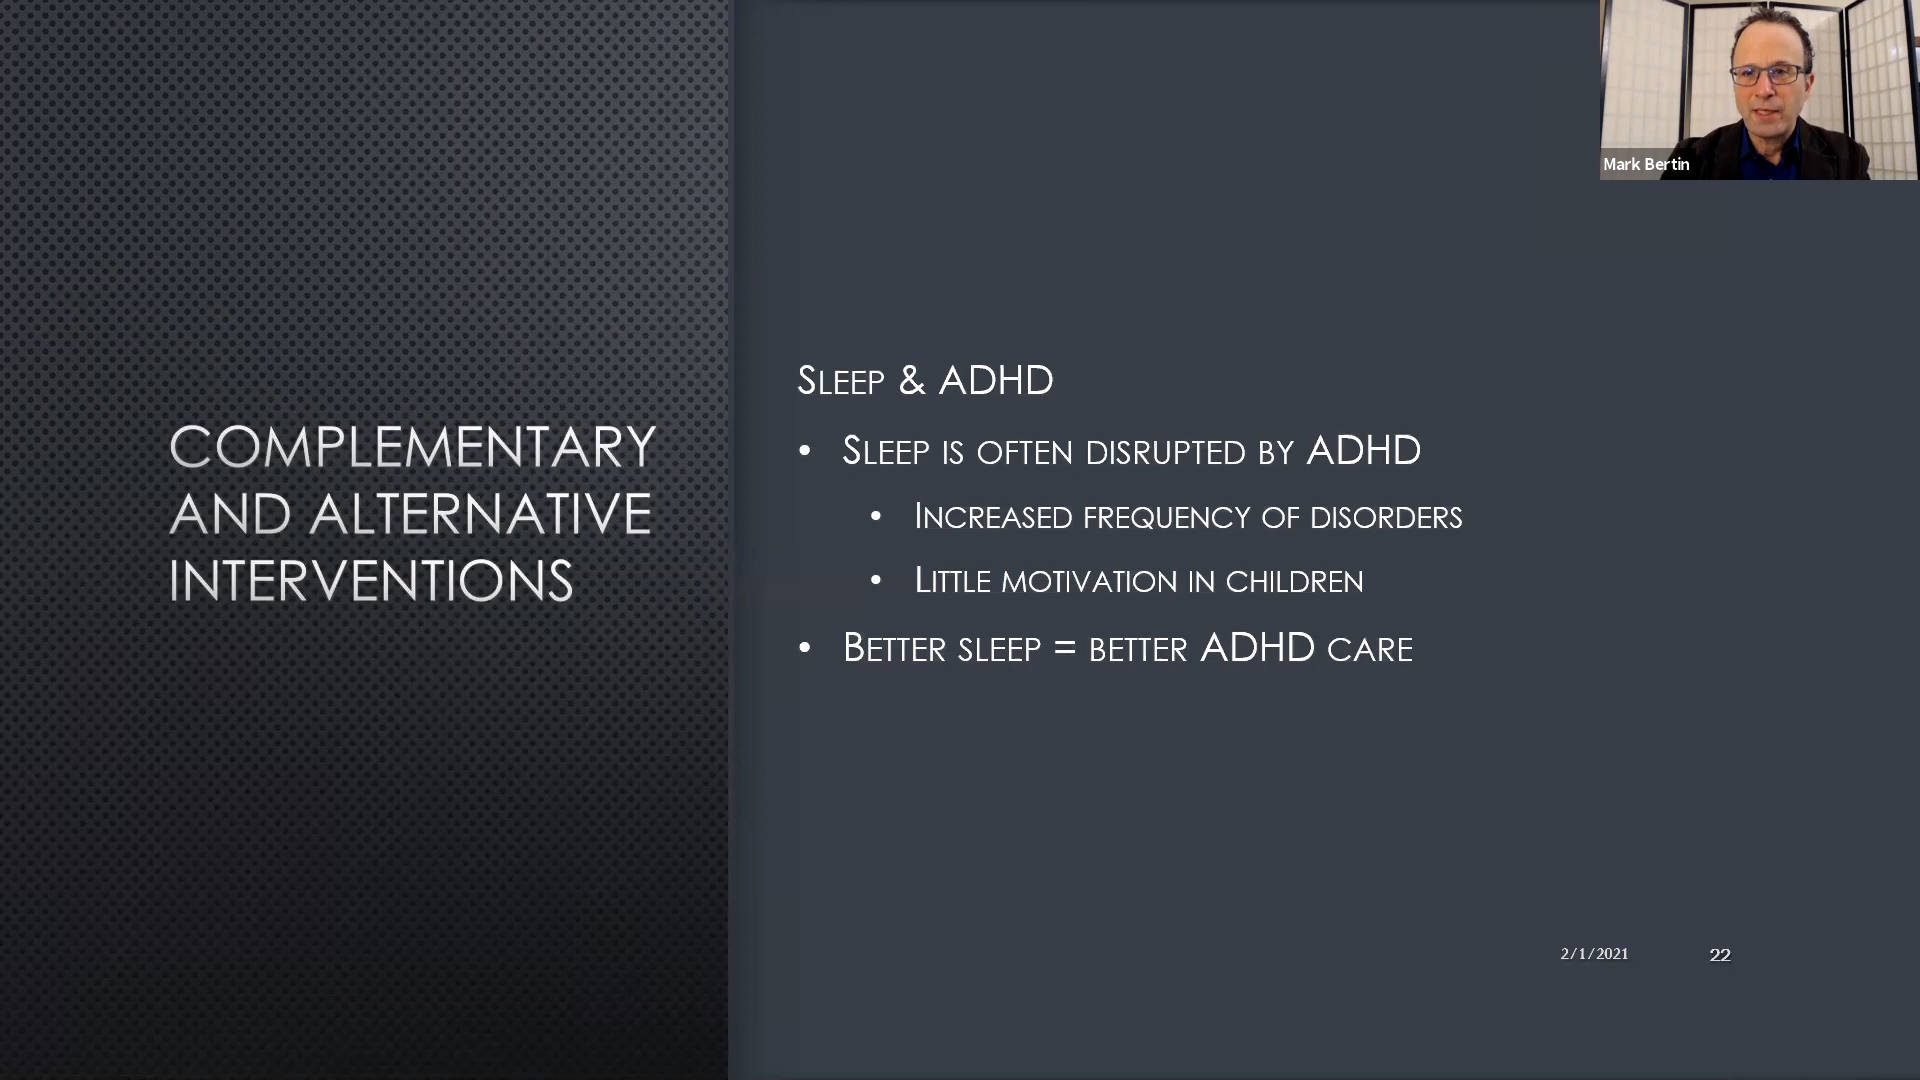 Mark Bertin
COMPLEMENTARY
AND ALTERNATIVE
INTERVENTIONS
Sleep & ADHD
• Sleep is often disrupted by ADHD
• Increased frequency of disorders
• Little motivation in children
• Better sleep = better ADHD care
2/1/2021
22